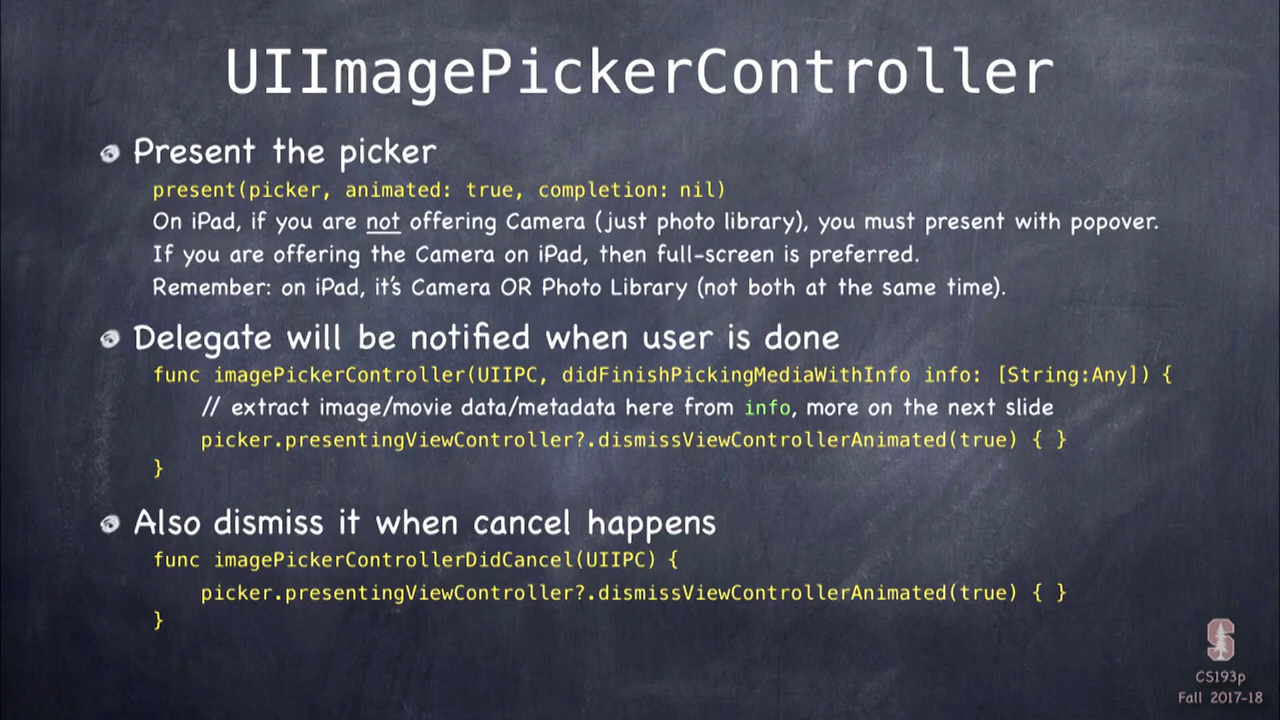 UIImagePickerController
Present the picker
present(picker, animated: true, completion: nil)
On iPad, if you are not offering Camera (just photo library), you must present with popover.
If you are offering the Camera on iPad, then full-screen is preferred.
Remember: on iPad, it's Camera OR Photo Library (not both at the same time).
Delegate will be notified when user is done
func imagePickerController(UIIPC, didFinishPickingMediaWithInfo info: [String:Any]) {
// extract image/movie data/metadata here from info, more on the next slide
picker.presentingViewController?.dismissViewControllerAnimated(true) { }
}
Also dismiss it when cancel happens
func imagePickerControllerDidCancel(UIIPC) {
picker.presentingViewController?.dismissViewControllerAnimated(true) { }
}
S
CS193p
Fall 2017-18